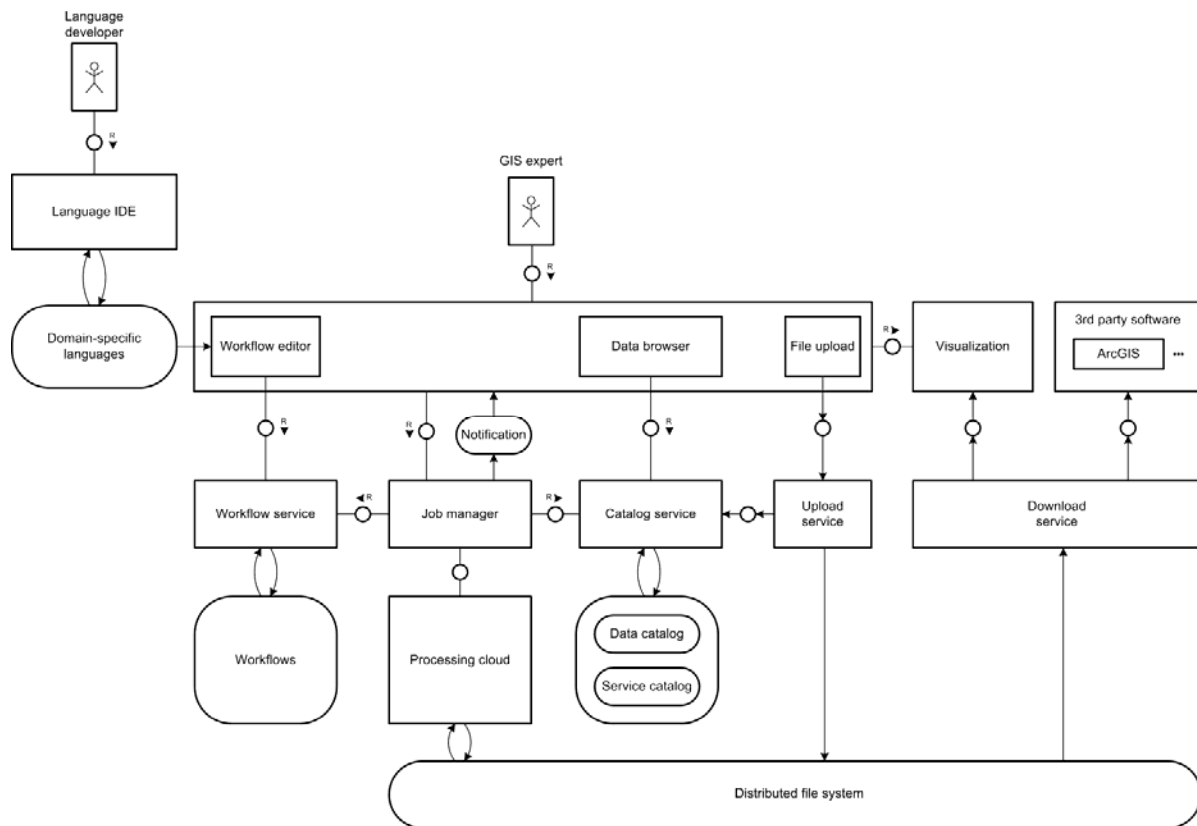 Language
developer
R
Language IDE
GIS expert
R
Domain-specific
languages
Workflow editor
Data browser
File upload
R
Visualization
3rd party software
ArcGIS
...
R
R
Notification
R
Workflow service
R
Job manager
R
Catalog service
Upload
service
Download
service
Workflows
Processing cloud
Data catalog
Service catalog
Distributed file system